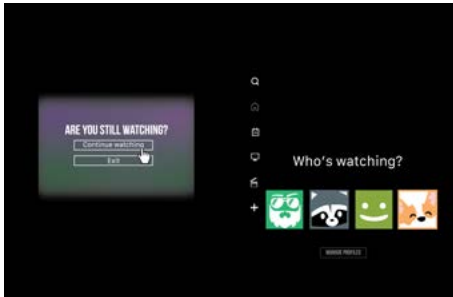 ARE YOU STILL WATCHING?
Continue watching
Exit
Who's watching?
MANAGE PROFILES